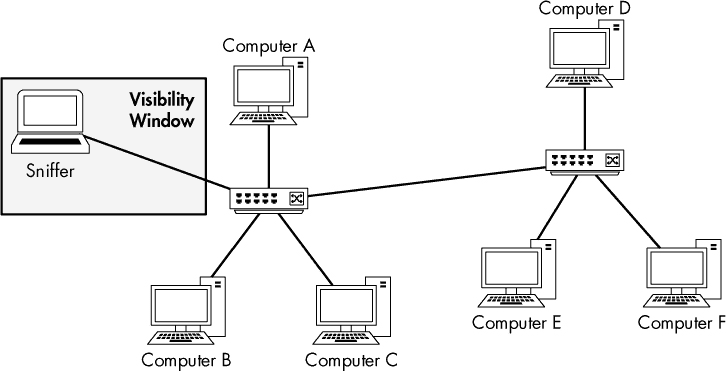 Computer D
Computer A
Visibility
Window
Sniffer
Computer E
Computer F
Computer B
Computer C